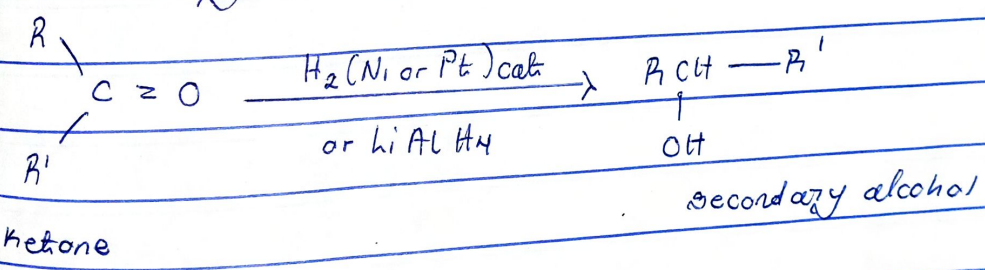 R
H₂(Ni or Pt)cat
C = O R CH — R'
or LiAlH4
R' OH
secondary alcohol
Ketone